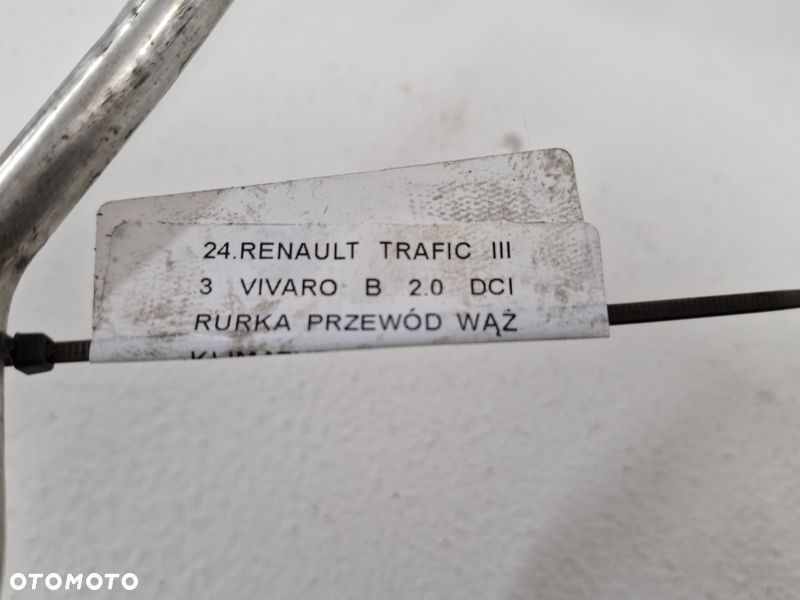 24.RENAULT TRAFIC III
3 VIVARO B 2.0 DCI
RURKA PRZEWÓD WĄŻ
OTOMOTO